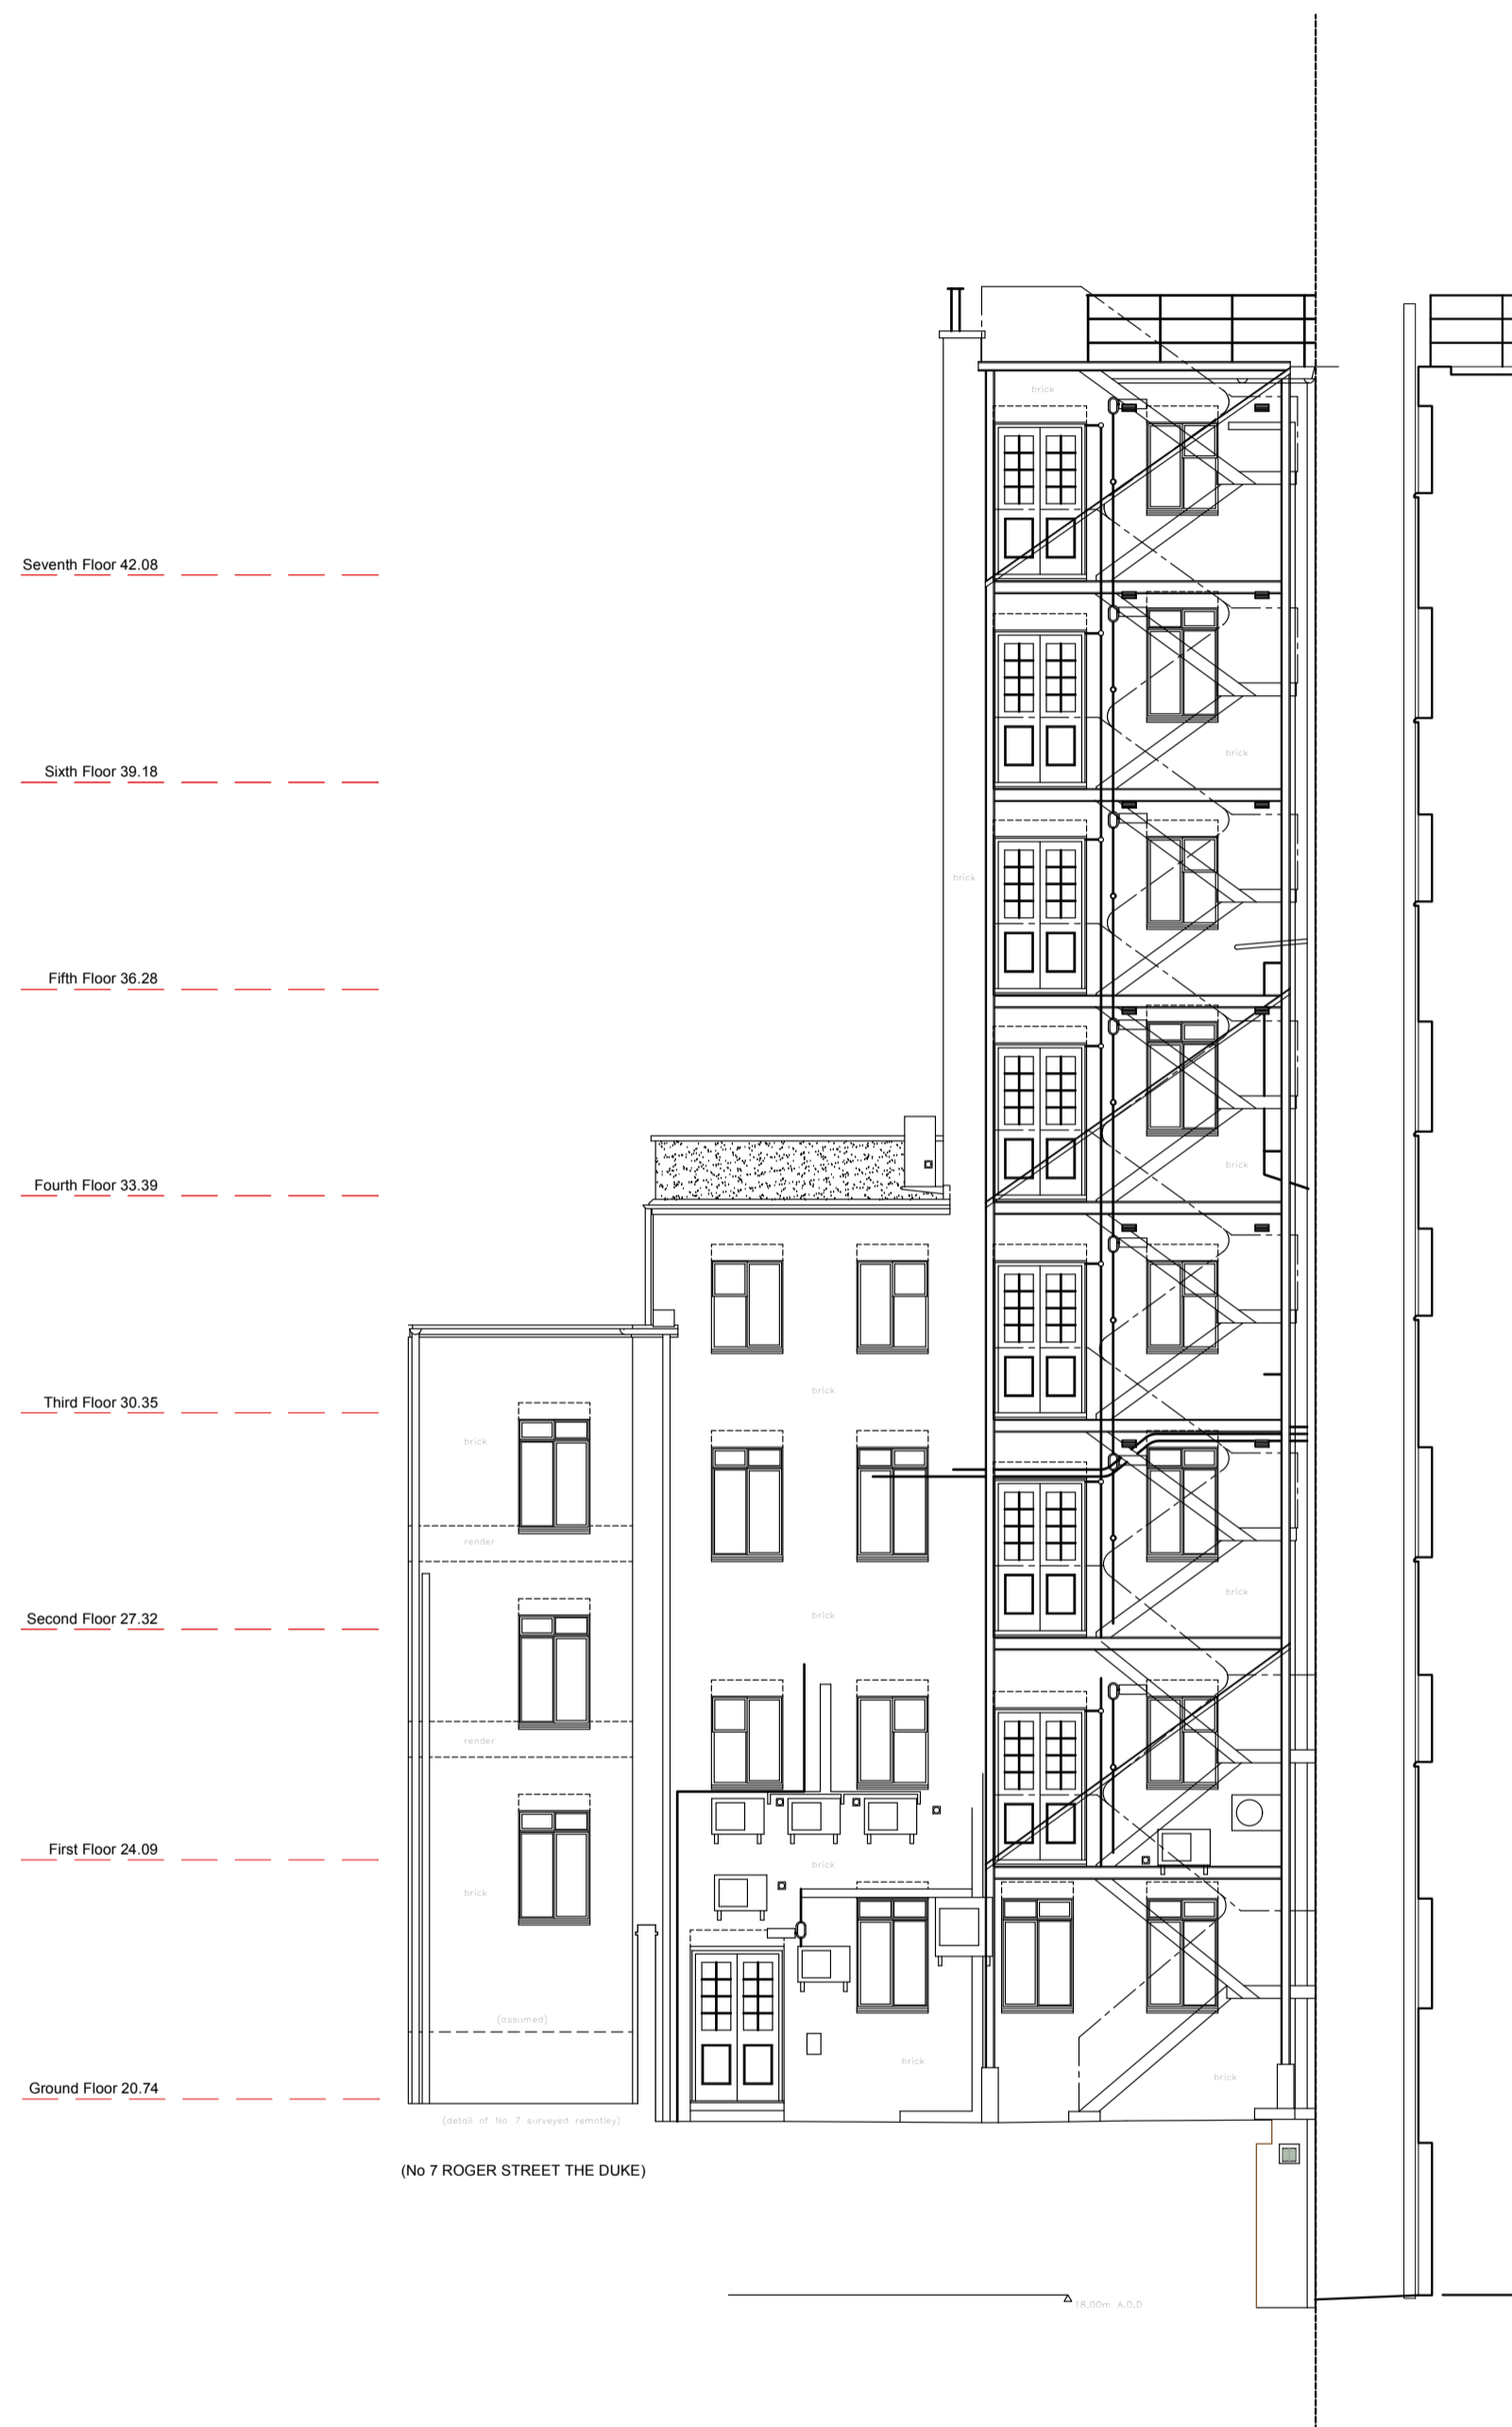 brick
Seventh Floor 42.08
brick
Sixth Floor 39.18
brick
Fifth Floor 36.28
brick
Fourth Floor 33.39
brick
Third Floor 30.35
brick
render
brick
brick
Second Floor 27.32
render
First Floor 24.09
brick
brick
(assumed)
brick
brick
Ground Floor 20.74
(detail of No 7 surveyed remotley)
(No 7 ROGER STREET THE DUKE)
18.00m A.O.D